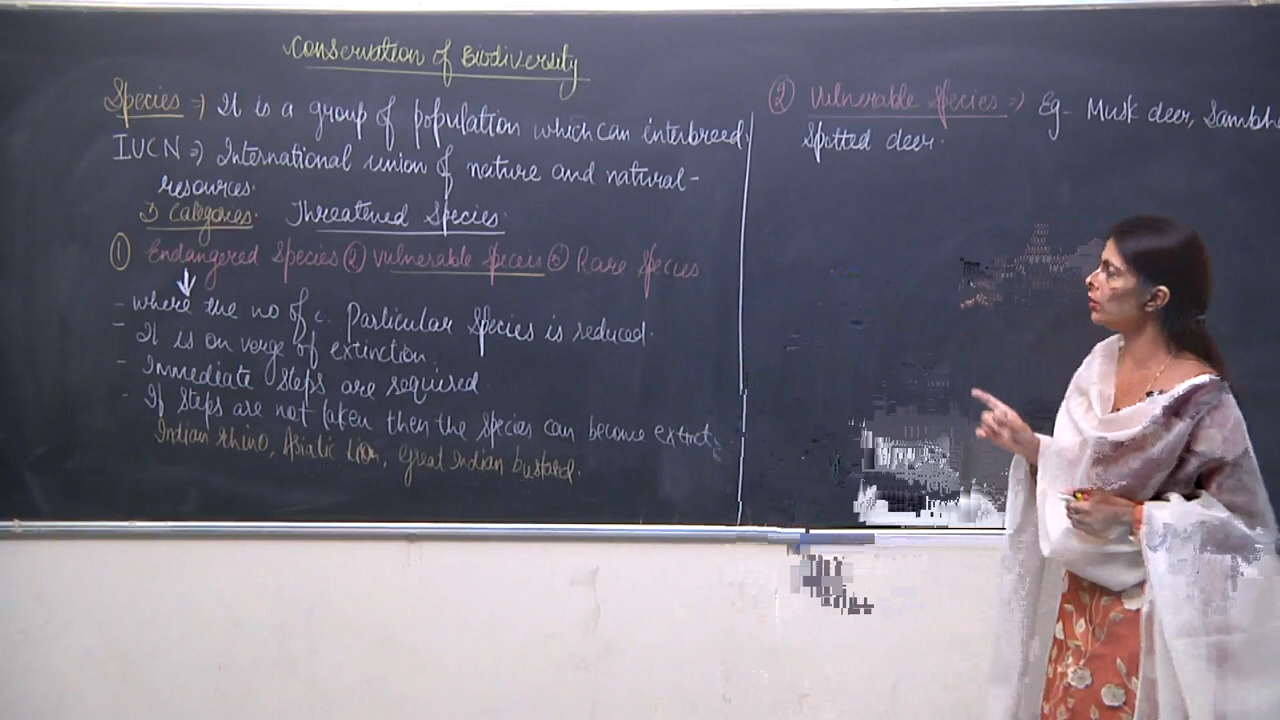 Conservation of Biodiversity
Species => It is a group of population which can interbreed.
IUCN => International union of nature and natural-
resources.
3 Categories. Threatened Species.
① Endangered Species ② Vulnerable Speceis ③ Rare Species
- where the no of a Particular Species is reduced.
- It is on verge of extinction.
- Immediate Steps are required.
- If Steps are not taken then the Species can become extinct.
Indian rhino, Asiatic Lion, Great Indian bustard.
② Vulnerable Species => Eg- Musk deer, Sambh
Spotted deer.